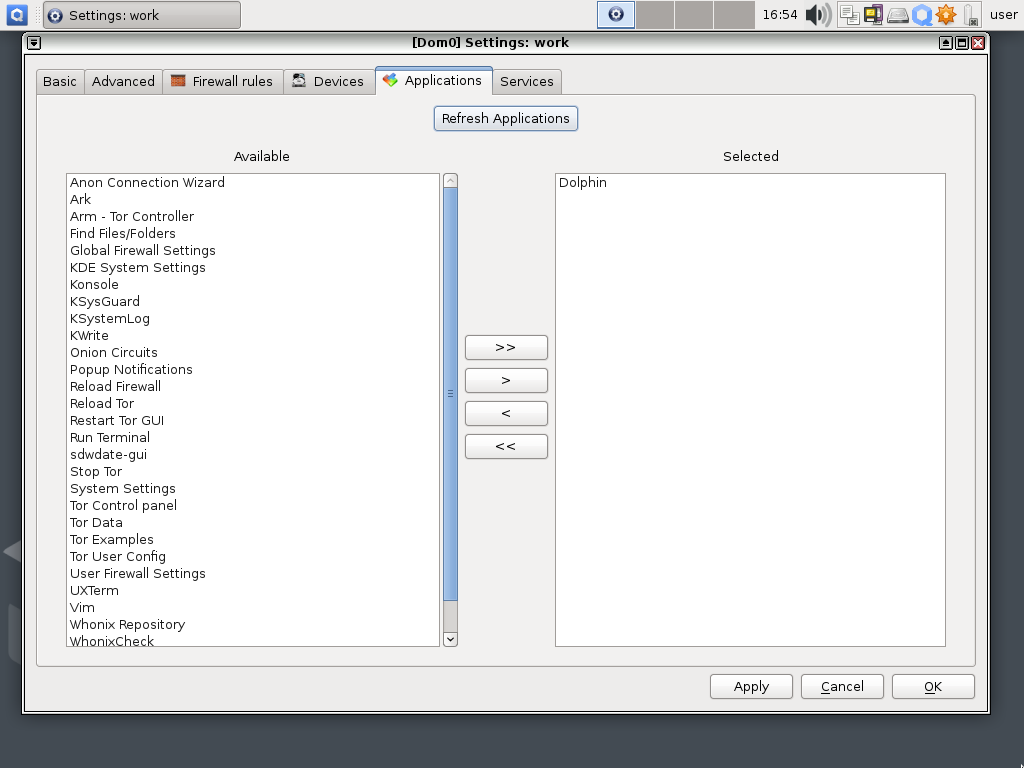 Settings: work
16:54
user
[Dom0] Settings: work
Basic
Advanced
Firewall rules
Devices
Applications
Services
Refresh Applications
Available
Selected
Anon Connection Wizard
Ark
Arm - Tor Controller
Find Files/Folders
Global Firewall Settings
KDE System Settings
Konsole
KSysGuard
KSystemLog
KWrite
Onion Circuits
Popup Notifications
Reload Firewall
Reload Tor
Restart Tor GUI
Run Terminal
sdwdate-gui
Stop Tor
System Settings
Tor Control panel
Tor Data
Tor Examples
Tor User Config
User Firewall Settings
UXTerm
Vim
Whonix Repository
WhonixCheck
>>
>
<
<<
Dolphin
Apply
Cancel
OK